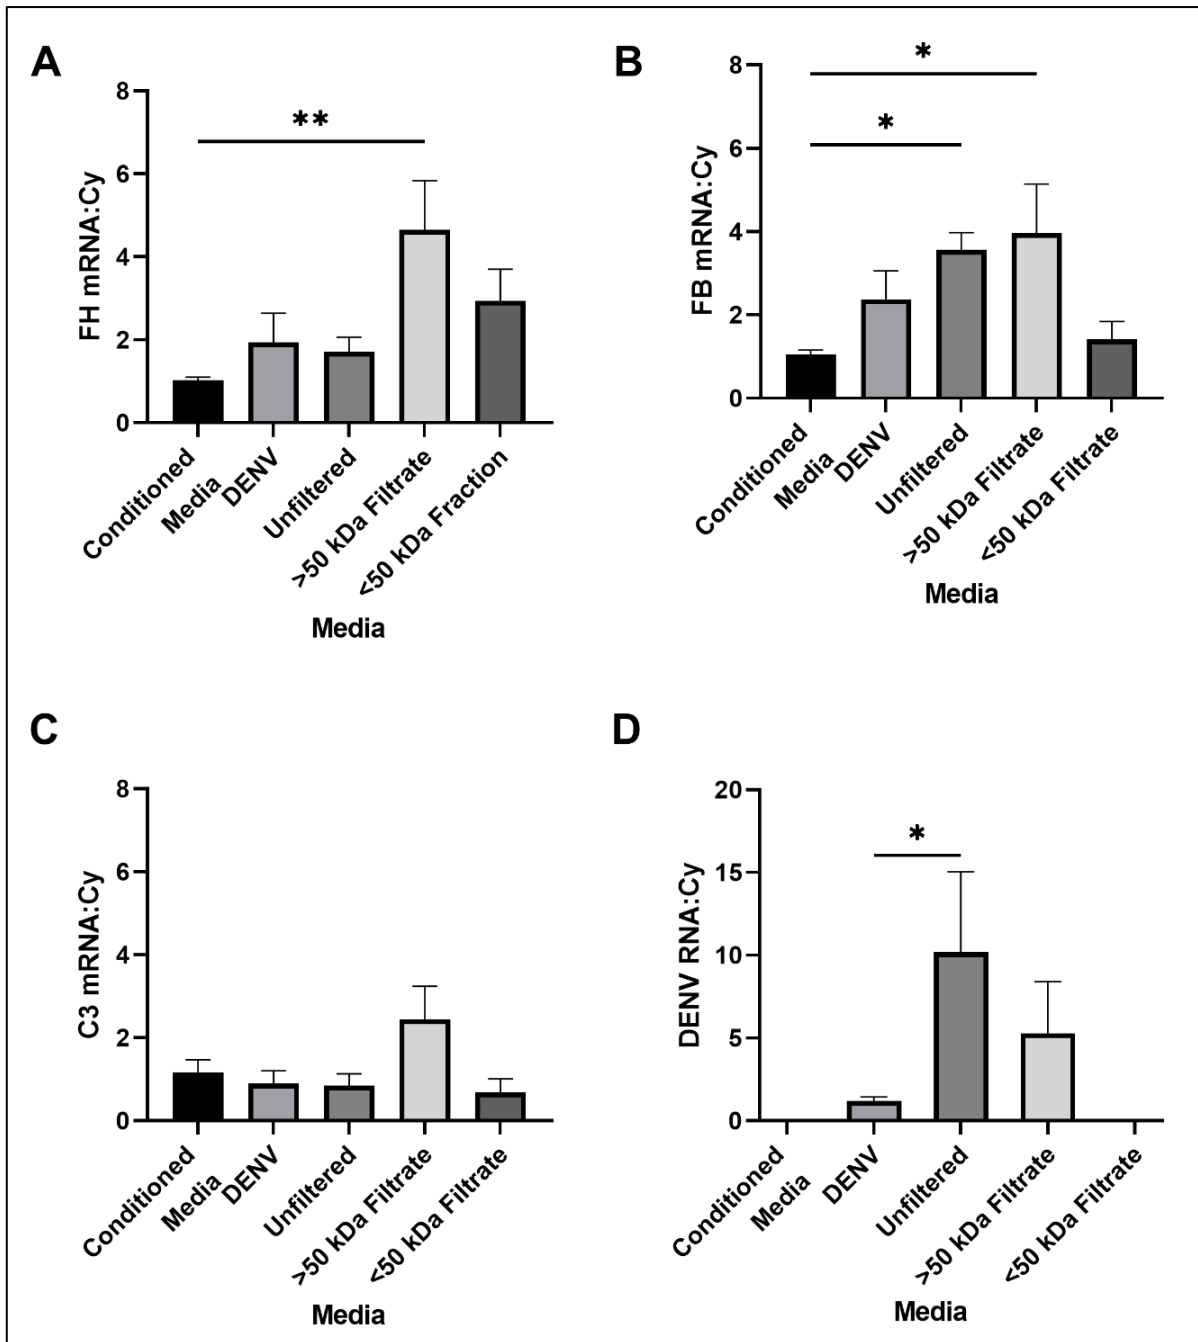 A
FH mRNA:Cy
8
6
4
2
0
**
Conditioned
Media
DENV
Unfiltered
>50 kDa Filtrate
<50 kDa Fraction
Media
B
FB mRNA:Cy
8
6
4
2
0
*
*
Conditioned
Media
DENV
Unfiltered
>50 kDa Filtrate
<50 kDa Filtrate
Media
C
C3 mRNA:Cy
8
6
4
2
0
Conditioned
Media
DENV
Unfiltered
>50 kDa Filtrate
<50 kDa Filtrate
Media
D
DENV RNA:Cy
20
15
10
5
0
*
Conditioned
Media
DENV
Unfiltered
>50 kDa Filtrate
<50 kDa Filtrate
Media